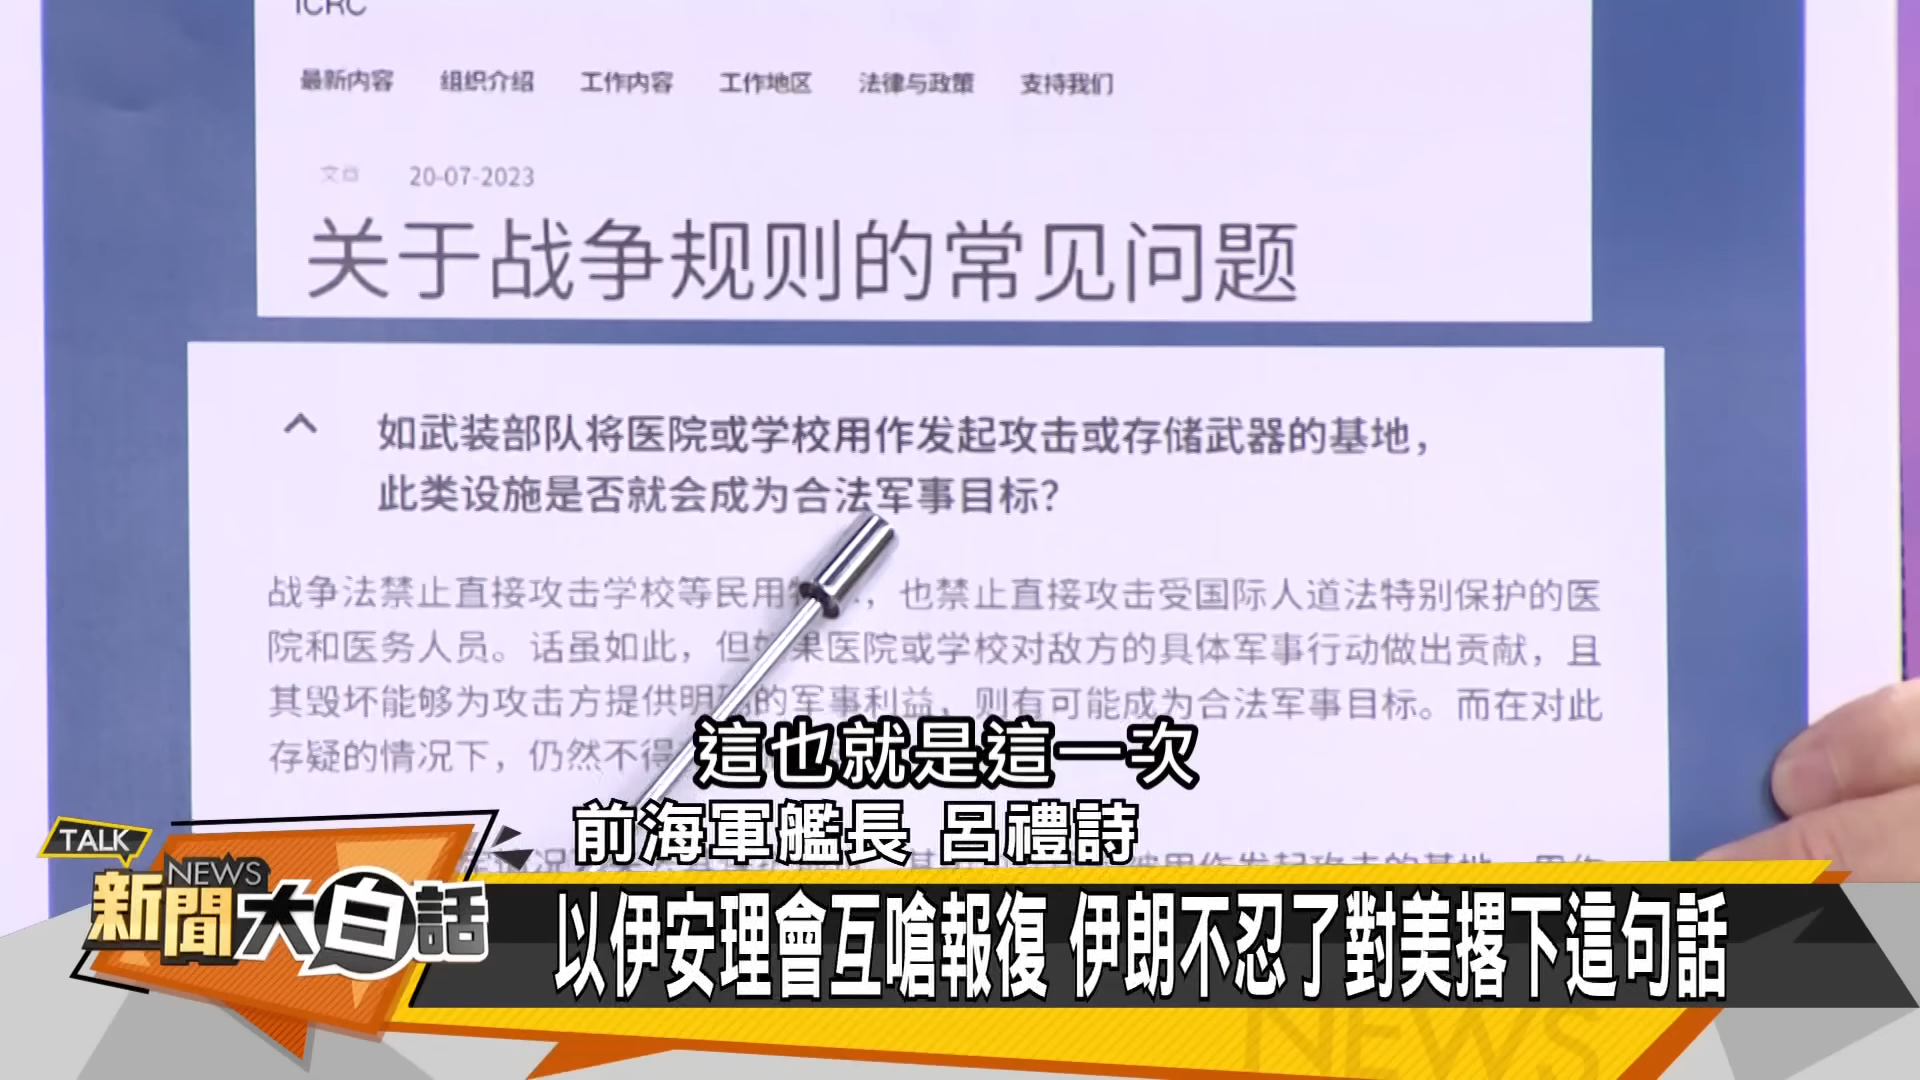 ICRC
最新内容 组织介绍 工作内容 工作地区 法律与政策 支持我们
文章 20-07-2023
关于战争规则的常见问题
如武装部队将医院或学校用作发起攻击或存储武器的基地，
此类设施是否就会成为合法军事目标？
战争法禁止直接攻击学校等民用，也禁止直接攻击受国际人道法特别保护的医
院和医务人员。话虽如此，但如果医院或学校对敌方的具体军事行动做出贡献，且
其毁坏能够为攻击方提供明确的军事利益，则有可能成为合法军事目标。而在对此
存疑的情况下，仍然不得
這也就是這一次
前海軍艦長 呂禮詩
TALK
NEWS
新聞大白話
以伊安理會互嗆報復 伊朗不忍了對美撂下這句話
NEWS